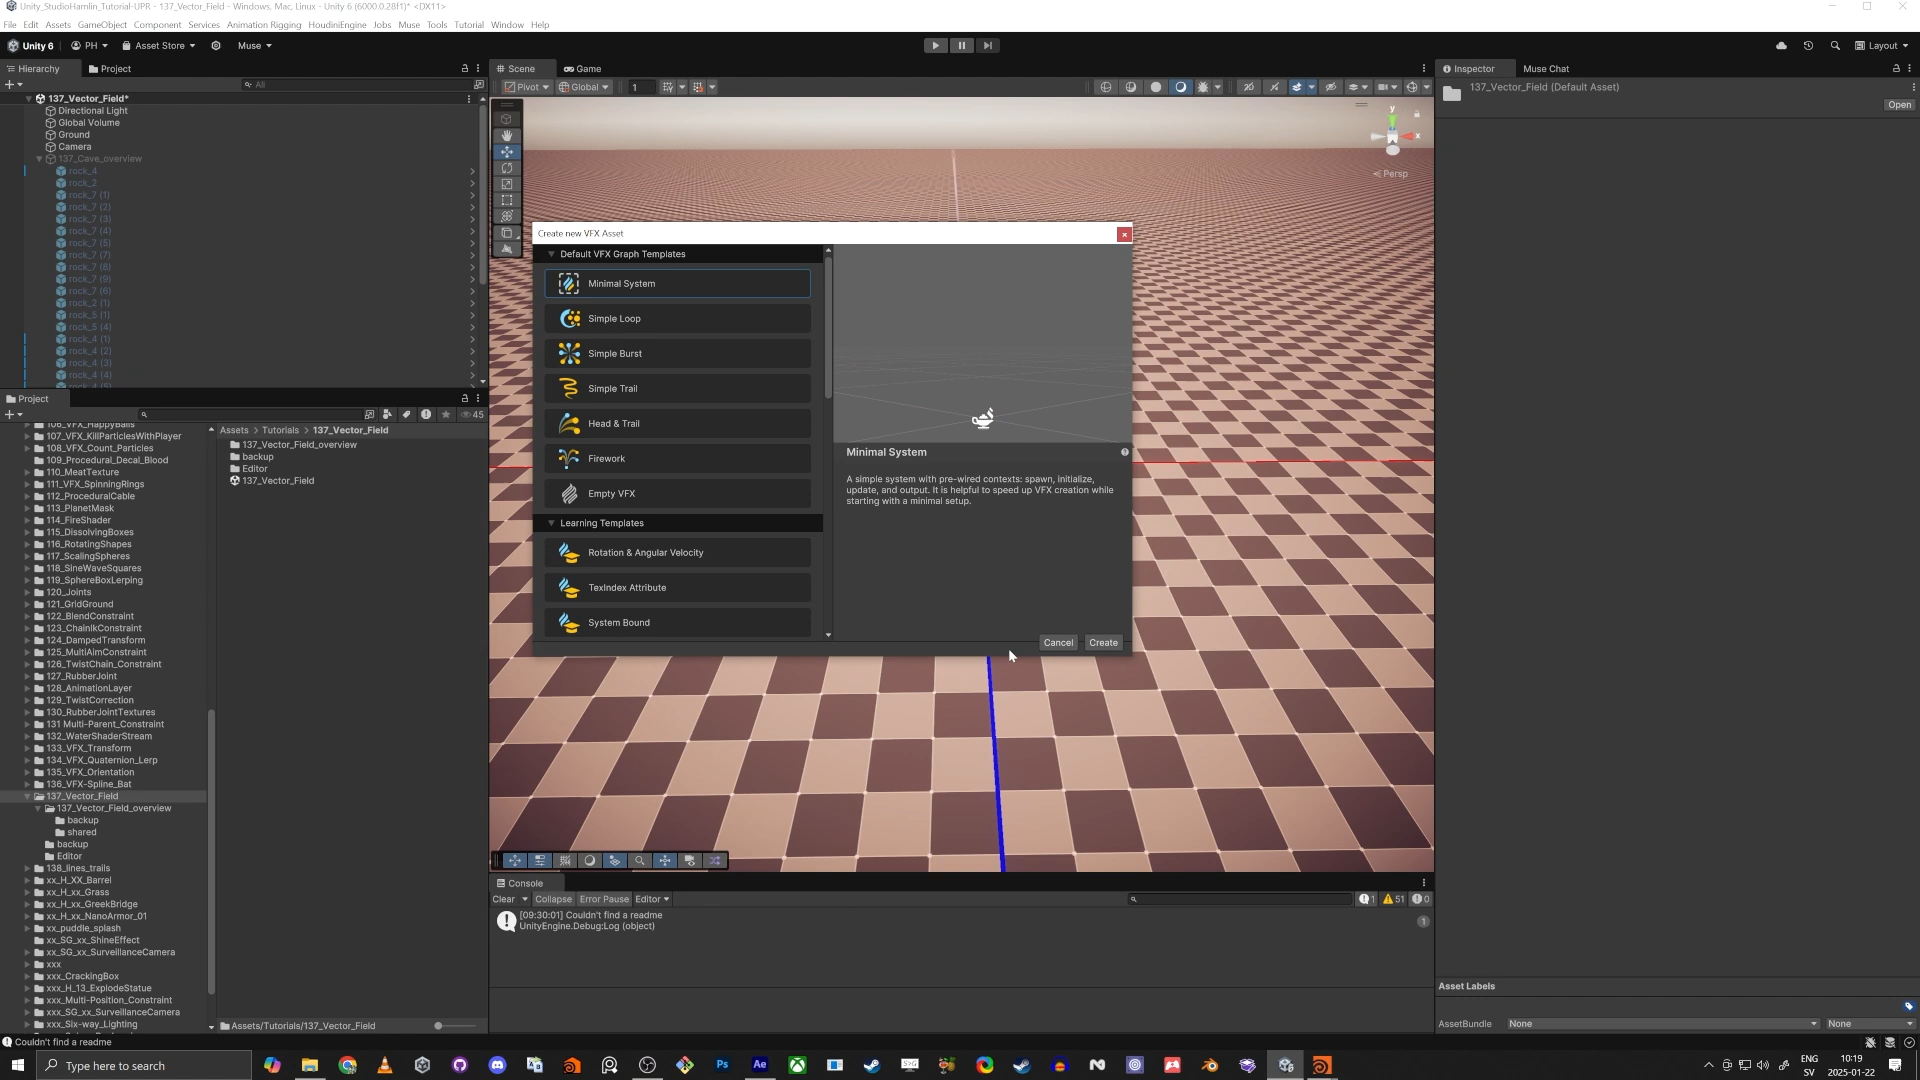 Unity_StudioHamlin_Tutorial-UPR - 137_Vector_Field - Windows, Mac, Linux - Unity 6 (6000.0.28f1)* <DX11>
File Edit Assets GameObject Component Services Animation Rigging HoudiniEngine Jobs Muse Tools Tutorial Window Help
Unity 6 PH Asset Store Muse Layout
Hierarchy Project
All
137_Vector_Field*
Directional Light
Global Volume
Ground
Camera
137_Cave_overview
rock_4
rock_2
rock_7 (1)
rock_7 (2)
rock_7 (3)
rock_7 (4)
rock_7 (5)
rock_7 (7)
rock_7 (8)
rock_7 (9)
rock_7 (6)
rock_2 (1)
rock_5 (1)
rock_5 (4)
rock_4 (1)
rock_4 (2)
rock_4 (3)
rock_4 (4)
Scene Game
Pivot Global 1
y
x
Persp
Create new VFX Asset
Default VFX Graph Templates
Minimal System
Simple Loop
Simple Burst
Simple Trail
Head & Trail
Firework
Empty VFX
Learning Templates
Rotation & Angular Velocity
TexIndex Attribute
System Bound
Minimal System
A simple system with pre-wired contexts: spawn, initialize,
update, and output. It is helpful to speed up VFX creation while
starting with a minimal setup.
Cancel Create
Inspector Muse Chat
137_Vector_Field (Default Asset)
Open
Project
45
106_VFX_HappyBalls
107_VFX_KillParticlesWithPlayer
108_VFX_Count_Particles
109_Procedural_Decal_Blood
110_MeatTexture
111_VFX_SpinningRings
112_ProceduralCable
113_PlanetMask
114_FireShader
115_DissolvingBoxes
116_RotatingShapes
117_ScalingSpheres
118_SineWaveSquares
119_SphereBoxLerping
120_Joints
121_GridGround
122_BlendConstraint
123_ChainIkConstraint
124_DampedTransform
125_MultiAimConstraint
126_TwistChain_Constraint
127_RubberJoint
128_AnimationLayer
129_TwistCorrection
130_RubberJointTextures
131 Multi-Parent_Constraint
132_WaterShaderStream
133_VFX_Transform
134_VFX_Quaternion_Lerp
135_VFX_Orientation
136_VFX-Spline_Bat
137_Vector_Field
137_Vector_Field_overview
backup
shared
backup
Editor
138_lines_trails
xx_H_XX_Barrel
xx_H_xx_Grass
xx_H_xx_GreekBridge
xx_H_xx_NanoArmor_01
xx_puddle_splash
xx_SG_xx_ShineEffect
xx_SG_xx_SurveillanceCamera
xxx
xxx_CrackingBox
xxx_H_13_ExplodeStatue
xxx_Multi-Position_Constraint
xxx_SG_xx_SurveillanceCamera
xxx_Six-way_Lighting
Assets > Tutorials > 137_Vector_Field
137_Vector_Field_overview
backup
Editor
137_Vector_Field
Assets/Tutorials/137_Vector_Field
Console
Clear Collapse Error Pause Editor 1 51 0
[09:30:01] Couldn't find a readme
UnityEngine.Debug:Log (object)
1
Asset Labels
AssetBundle None None
Couldn't find a readme
Type here to search
Ps Ae
ENG
SV
10:19
2025-01-22